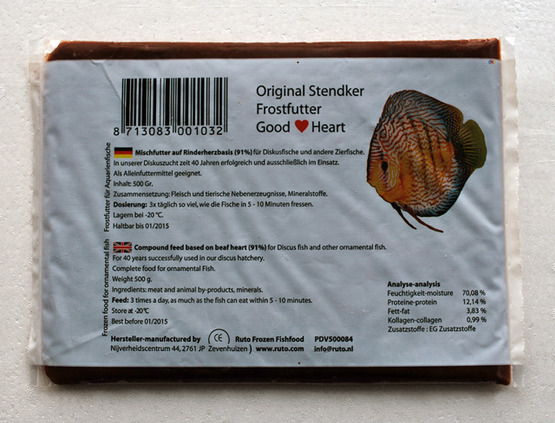 Original Stendker
Frostfutter
Good ❤ Heart
8 713083 001032
Frostfutter für Aquarienfische
Mischfutter auf Rinderherzbasis (91%) für Diskusfische und andere Zierfische.
In unserer Diskuszucht zeit 40 Jahren erfolgreich und ausschließlich im Einsatz.
Als Alleinfuttermittel geeignet.
Inhalt: 500 Gr.
Zusammensetzung: Fleisch und tierische Nebenerzeugnisse, Mineralstoffe.
Dosierung: 3x täglich so viel, wie die Fische in 5 - 10 Minuten fressen.
Lagern bei -20 °C.
Haltbar bis 01/2015
Frozen food for ornamental fish
Compound feed based on beaf heart (91%) for Discus fish and other ornamental fish.
For 40 years successfully used in our discus hatchery.
Complete food for ornamental Fish.
Weight 500 g.
Ingredients: meat and animal by-products, minerals.
Feed: 3 times a day, as much as the fish can eat within 5 - 10 minutes.
Store at -20°C
Best before 01/2015
Analyse-analysis
Feuchtigkeit-moisture 70,08 %
Proteine-protein 12,14 %
Fett-fat 3,83 %
Kollagen-collagen 0,99 %
Zusatzstoffe : EG Zusatzstoffe
Hersteller-manufactured by CE Ruto Frozen Fishfood PDV500084
Nijverheidscentrum 44, 2761 JP Zevenhuizen) www.ruto.com info@ruto.nl